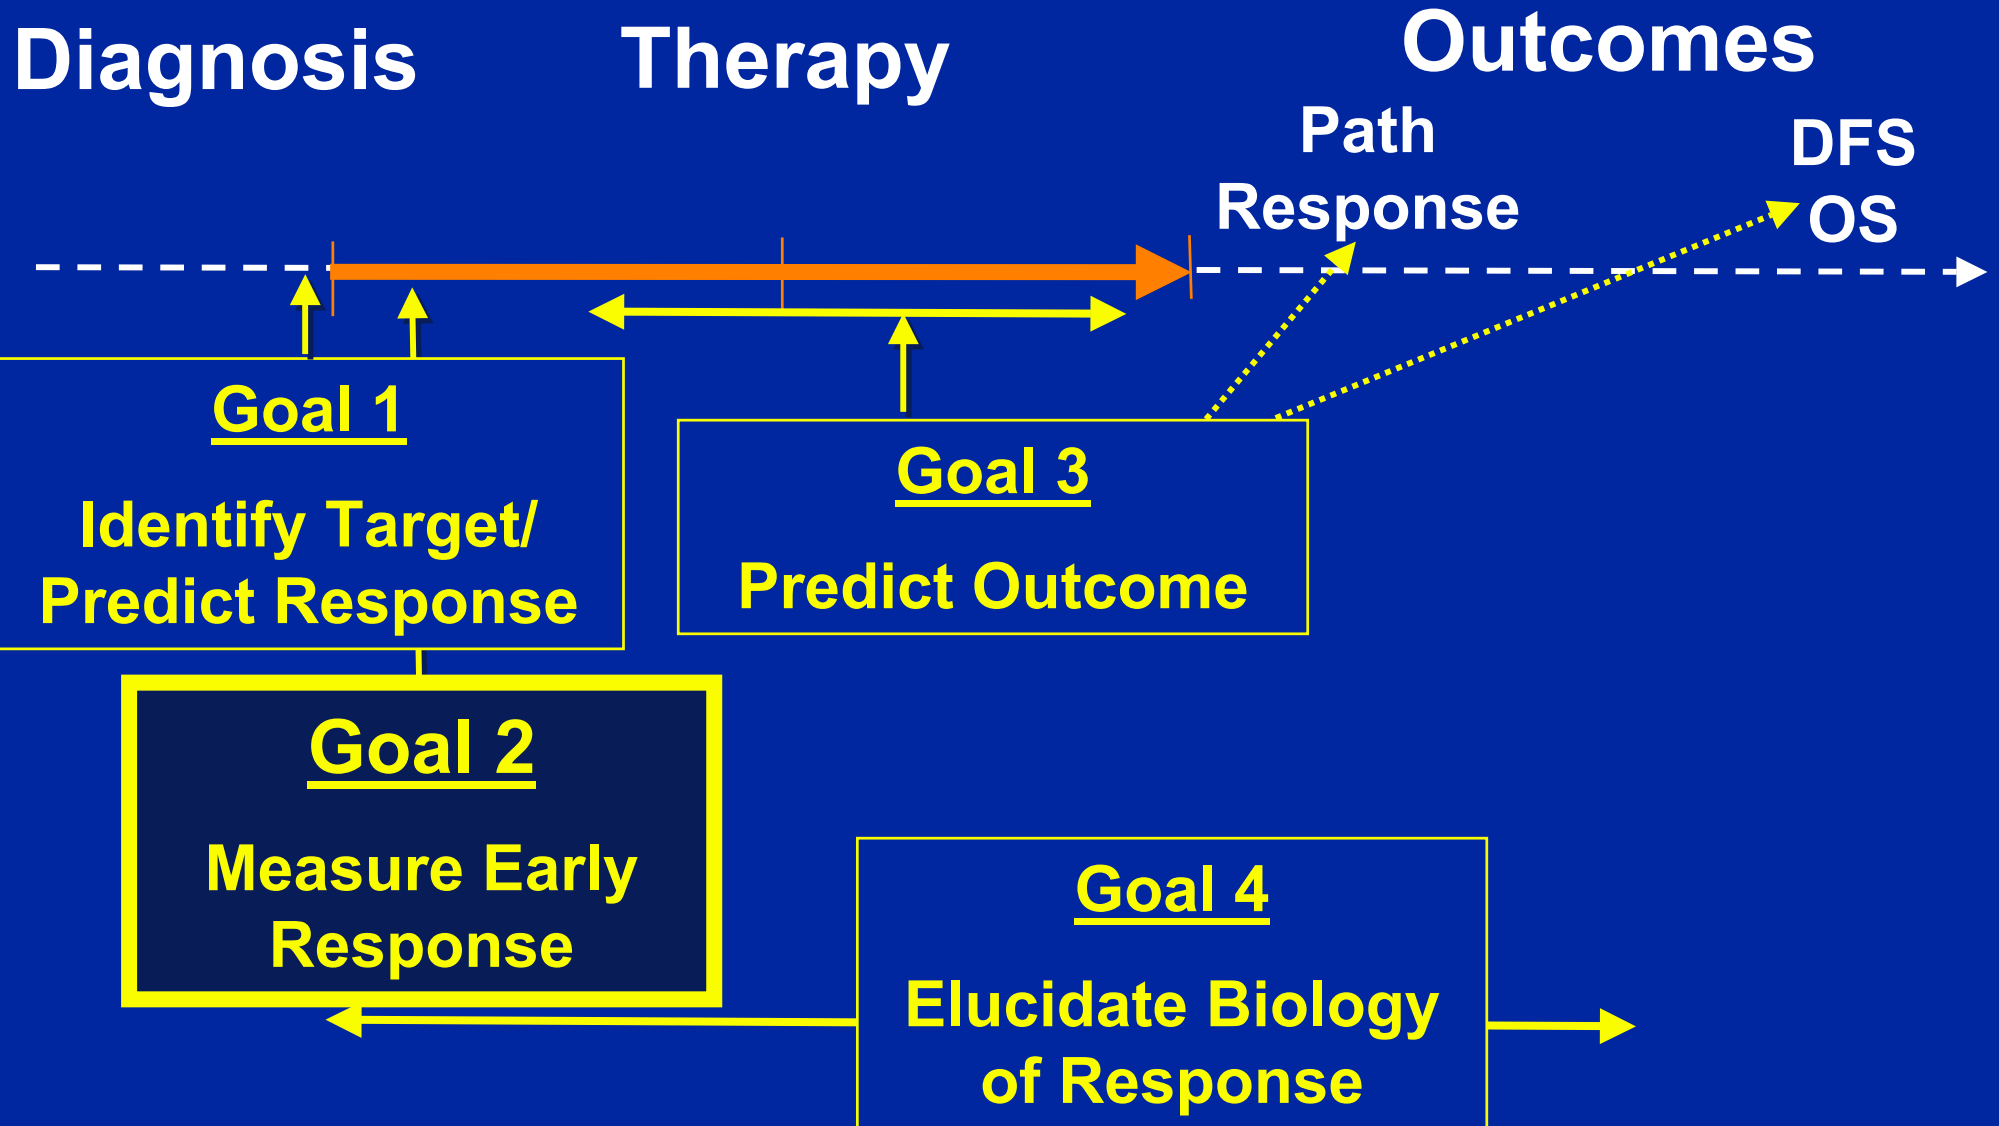 Diagnosis
Therapy
Outcomes
Path
Response
DFS
OS
Goal 1
Identify Target/
Predict Response
Goal 3
Predict Outcome
Goal 2
Measure Early
Response
Goal 4
Elucidate Biology
of Response